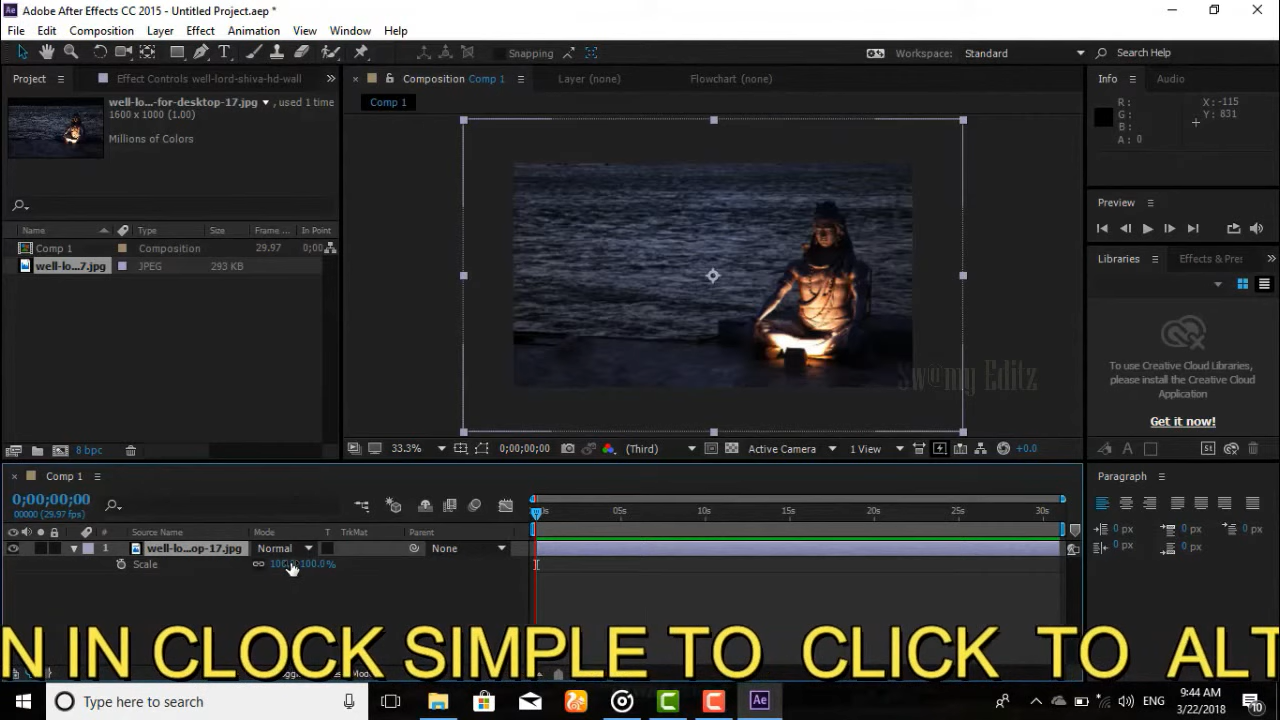 Adobe After Effects CC 2015 - Untitled Project.aep *
File Edit Composition Layer Effect Animation View Window Help
Snapping
Workspace: Standard
Search Help
Project
Effect Controls well-lord-shiva-hd-wall
Composition Comp 1
Layer (none)
Flowchart (none)
Info
Audio
well-lo...-for-desktop-17.jpg , used 1 time
1600 x 1000 (1.00)
Millions of Colors
Comp 1
R :
G :
B :
A : 0
X : -115
Y : 831
Preview
Name Type Size Frame ... In Point
Comp 1 Composition 29.97 0;00
well-lo...7.jpg JPEG 293 KB
Libraries
Effects & Pres
To use Creative Cloud Libraries,
please install the Creative Cloud
Application
Get it now!
Sw@my Editz
8 bpc
33.3%
0;00;00;00
(Third)
Active Camera
1 View
+0.0
Comp 1
0;00;00;00
00000 (29.97 fps)
05s 10s 15s 20s 25s 30s
Source Name Mode T TrkMat Parent
1 well-lo...op-17.jpg Normal None
Scale 100.0%
Paragraph
0 px 0 px 0 px
0 px 0 px
N IN CLOCK SIMPLE TO CLICK TO ALT
Type here to search
ENG
9:44 AM
3/22/2018
10